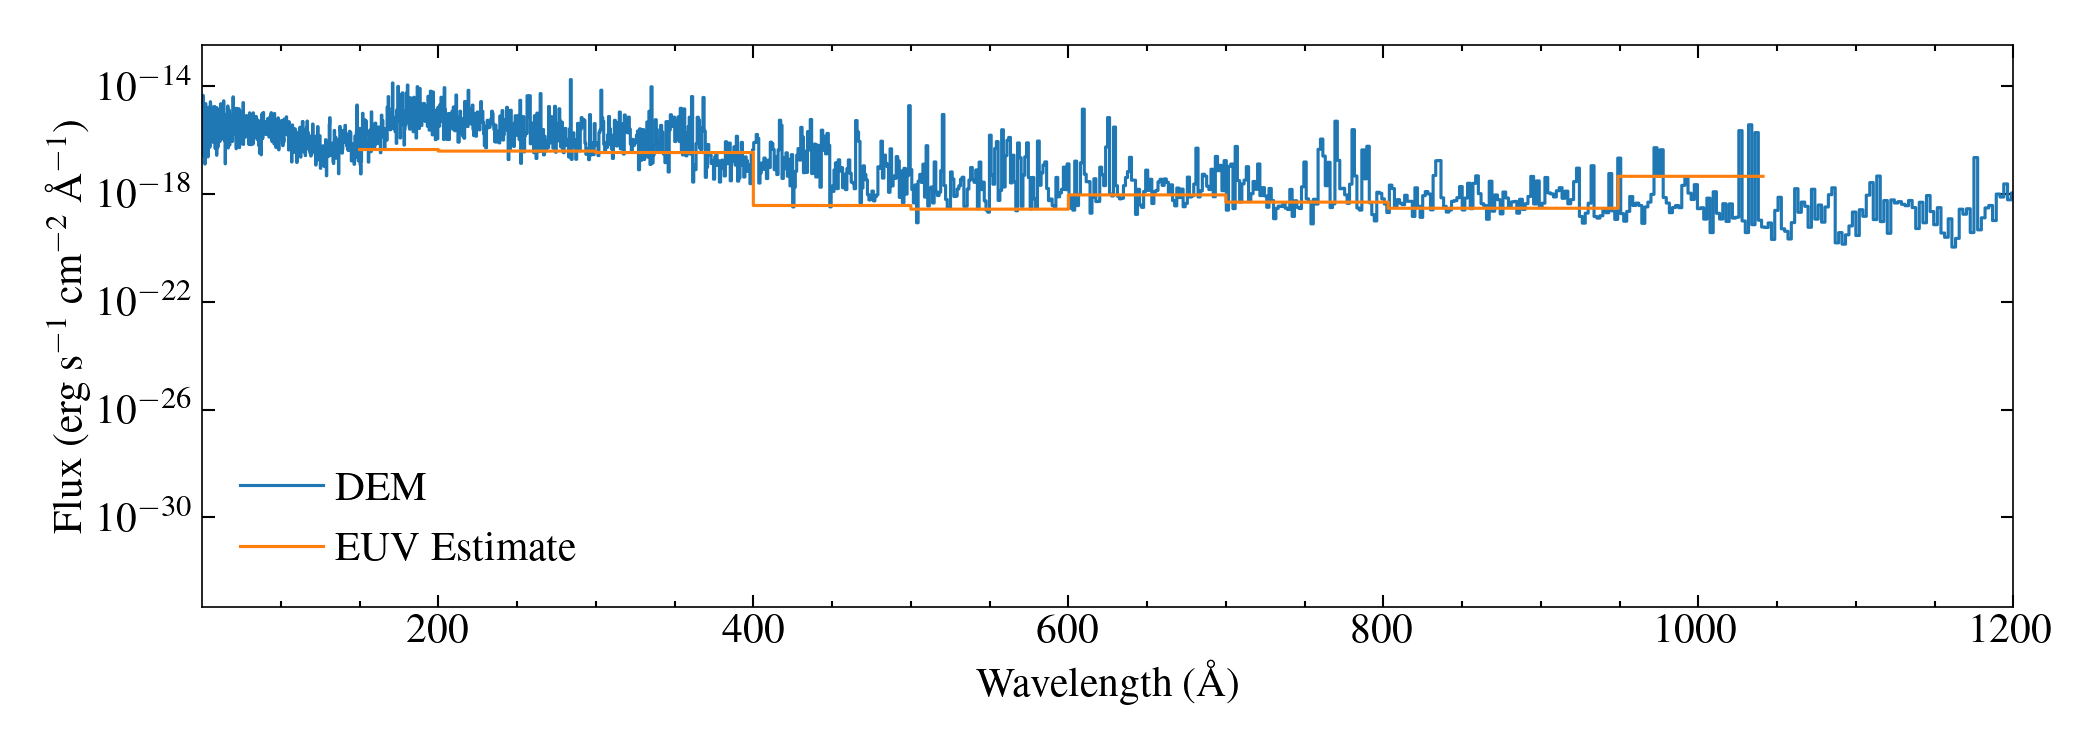 10⁻¹⁴
10⁻¹⁸
10⁻²²
10⁻²⁶
10⁻³⁰
Flux (erg s⁻¹ cm⁻² Å⁻¹)
DEM
EUV Estimate
200 400 600 800 1000 1200
Wavelength (Å)